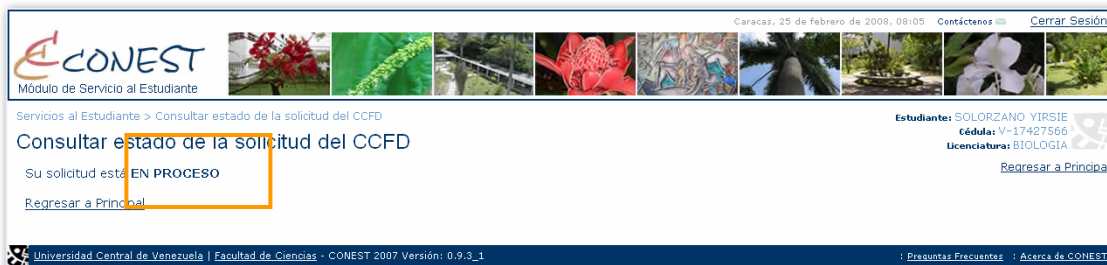 Caracas, 25 de febrero de 2008, 08:05 Contáctenos Cerrar Sesión
CONEST
Módulo de Servicio al Estudiante
Servicios al Estudiante > Consultar estado de la solicitud del CCFD
Estudiante: SOLORZANO YIRSIE
Cédula: V-17427566
Licenciatura: BIOLOGIA
Consultar estado de la solicitud del CCFD
Regresar a Principa
Su solicitud está EN PROCESO
Regresar a Principal
Universidad Central de Venezuela | Facultad de Ciencias - CONEST 2007 Versión: 0.9.3_1 : Preguntas Frecuentes : Acerca de CONEST